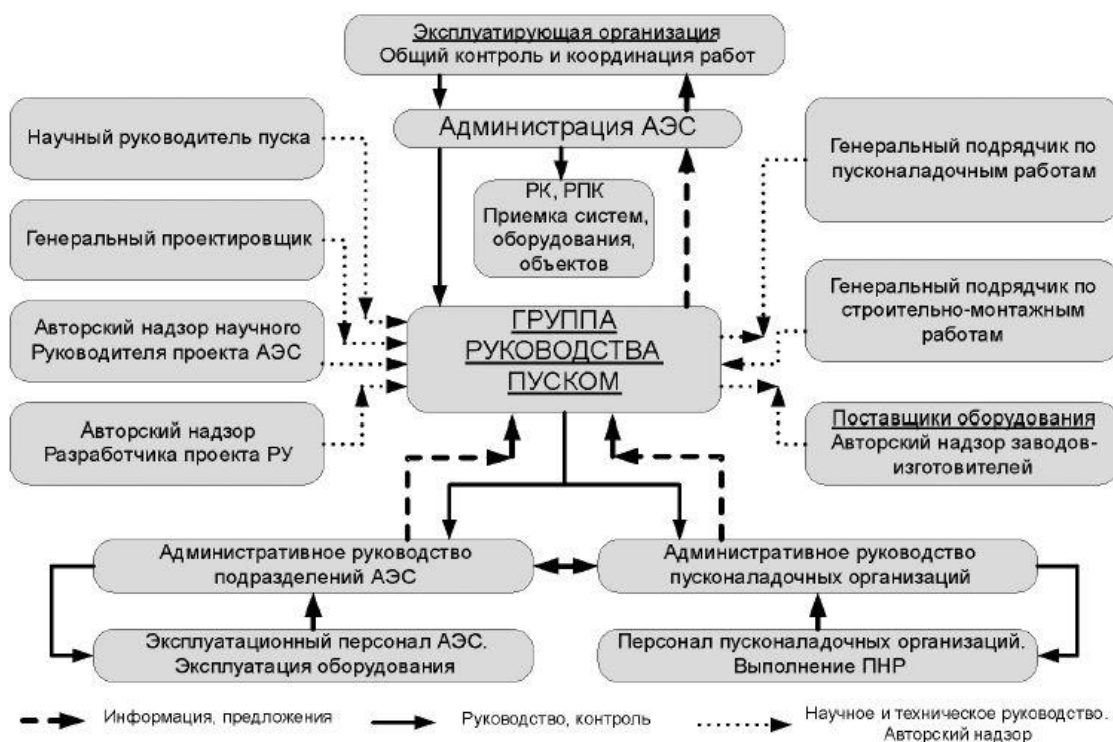 Эксплуатирующая организация
Общий контроль и координация работ
Администрация АЭС
Научный руководитель пуска
Генеральный проектировщик
Авторский надзор научного
Руководителя проекта АЭС
Авторский надзор
Разработчика проекта РУ
РК, РПК
Приемка систем,
оборудования,
объектов
ГРУППА
РУКОВОДСТВА
ПУСКОМ
Генеральный подрядчик по
пусконаладочным работам
Генеральный подрядчик по
строительно-монтажным
работам
Поставщики оборудования
Авторский надзор заводов-
изготовителей
Административное руководство
подразделений АЭС
Административное руководство
пусконаладочных организаций
Эксплуатационный персонал АЭС.
Эксплуатация оборудования
Персонал пусконаладочных организаций.
Выполнение ПНР
Информация, предложения
Руководство, контроль
Научное и техническое руководство.
Авторский надзор